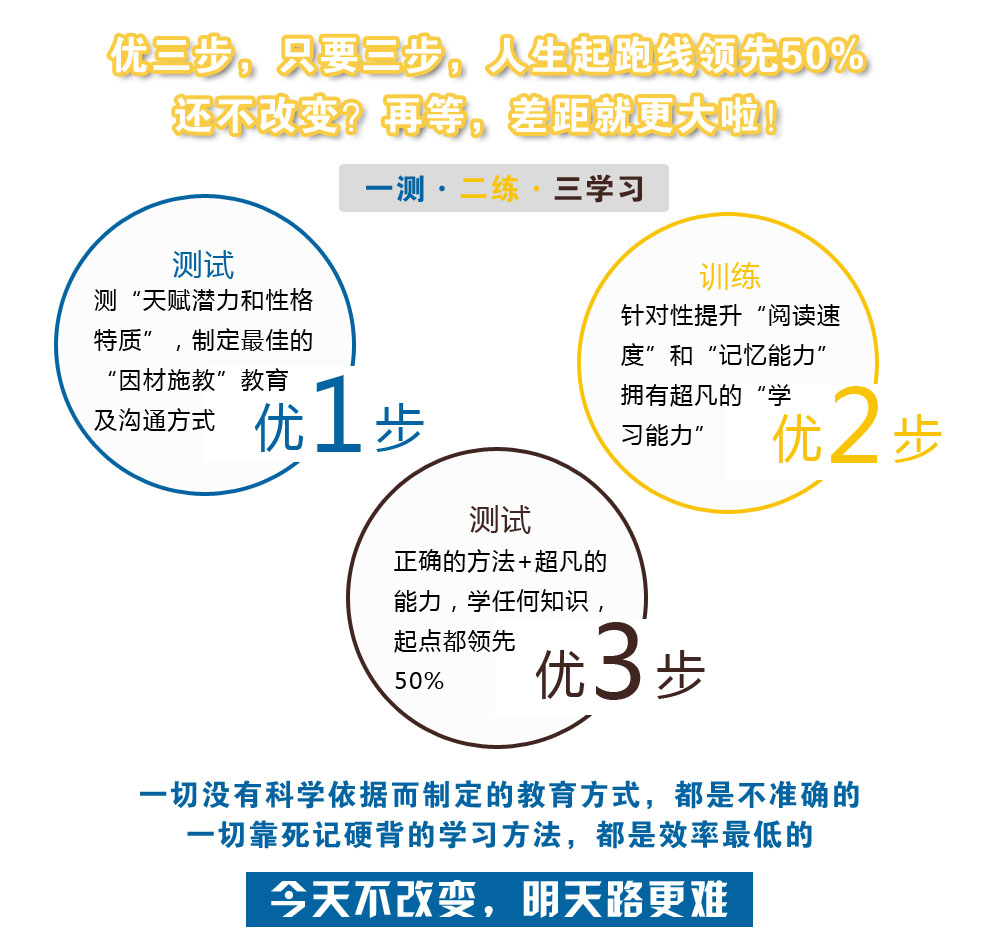 优三步，只要三步，人生起跑线领先50%
还不改变？再等，差距就更大啦！
一测·二练·三学习
测试
测“天赋潜力和性格
特质”，制定最佳的
“因材施教”教育
及沟通方式
优1步
训练
针对性提升“阅读速
度”和“记忆能力”
拥有超凡的“学
习能力”
优2步
测试
正确的方法+超凡的
能力，学任何知识，
起点都领先
50%
优3步
一切没有科学依据而制定的教育方式，都是不准确的
一切靠死记硬背的学习方法，都是效率最低的
今天不改变，明天路更难